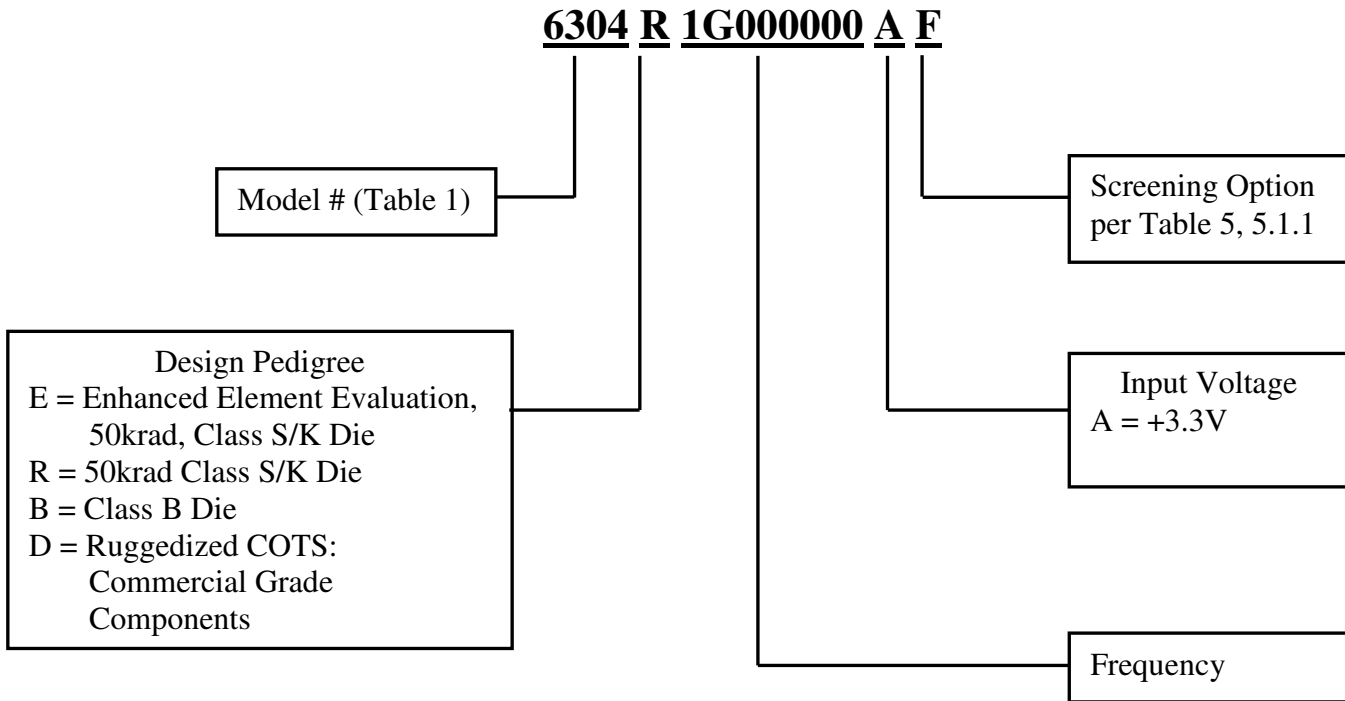 6304 R 1G000000 A F
Model # (Table 1)
Screening Option
per Table 5, 5.1.1
Design Pedigree
E = Enhanced Element Evaluation,
50krad, Class S/K Die
R = 50krad Class S/K Die
B = Class B Die
D = Ruggedized COTS:
Commercial Grade
Components
Input Voltage
A = +3.3V
Frequency